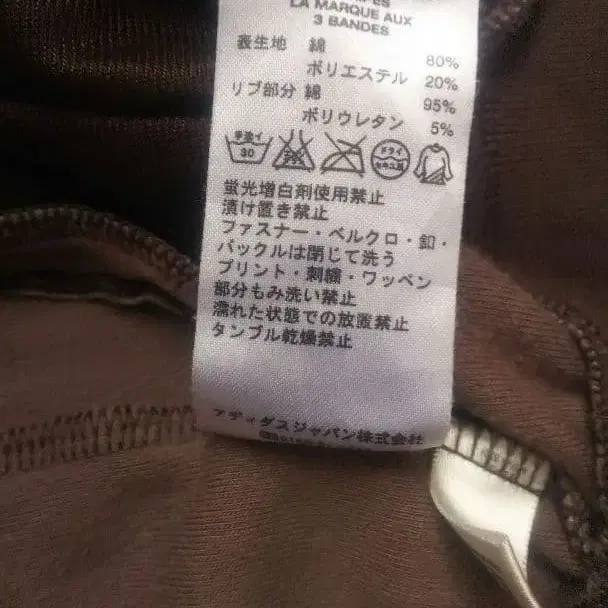 LA MARQUE AUX
3 BANDES
表生地 綿 80%
ポリエステル 20%
リブ部分 綿 95%
ポリウレタン 5%
手洗イ 30 ドライ
蛍光増白剤使用禁止
漬け置き禁止
ファスナー・ベルクロ・釦・
バックルは閉じて洗う
プリント・刺繍・ワッペン
部分もみ洗い禁止
濡れた状態での放置禁止
タンブル乾燥禁止
アディダスジャパン株式会社